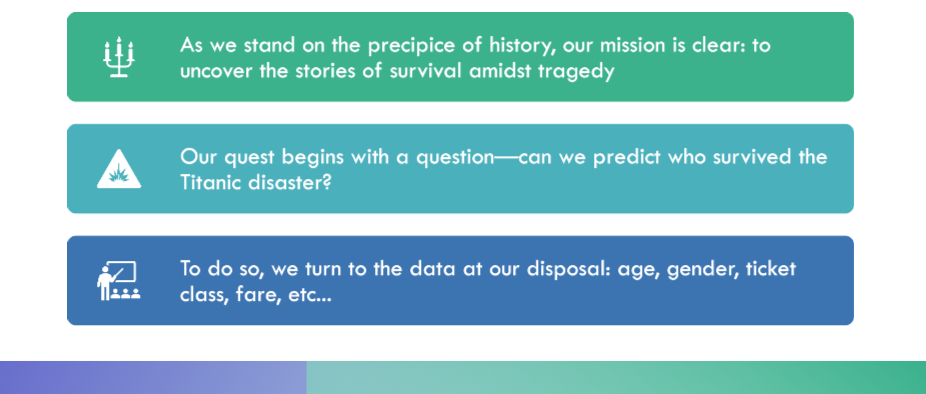 As we stand on the precipice of history, our mission is clear: to
uncover the stories of survival amidst tragedy
Our quest begins with a question—can we predict who survived the
Titanic disaster?
To do so, we turn to the data at our disposal: age, gender, ticket
class, fare, etc...